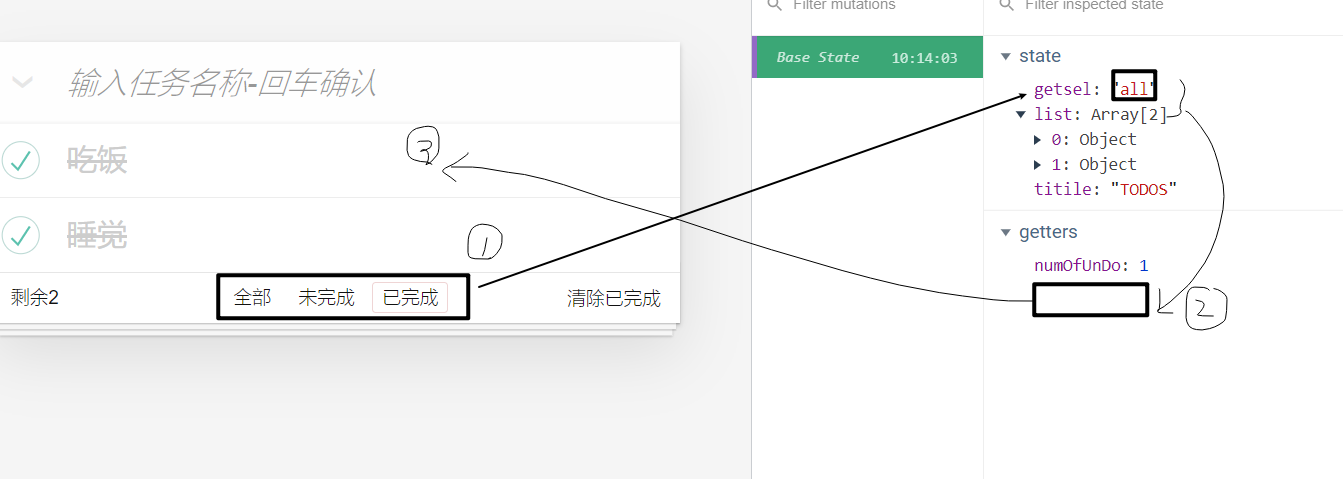 输入任务名称-回车确认
吃饭
睡觉
剩余2
全部
未完成
已完成
清除已完成
Filter mutations
Base State 10:14:03
Filter inspected state
state
getsel: "all"
list: Array[2]
0: Object
1: Object
titile: "TODOS"
getters
numOfUnDo: 1
1
2
3